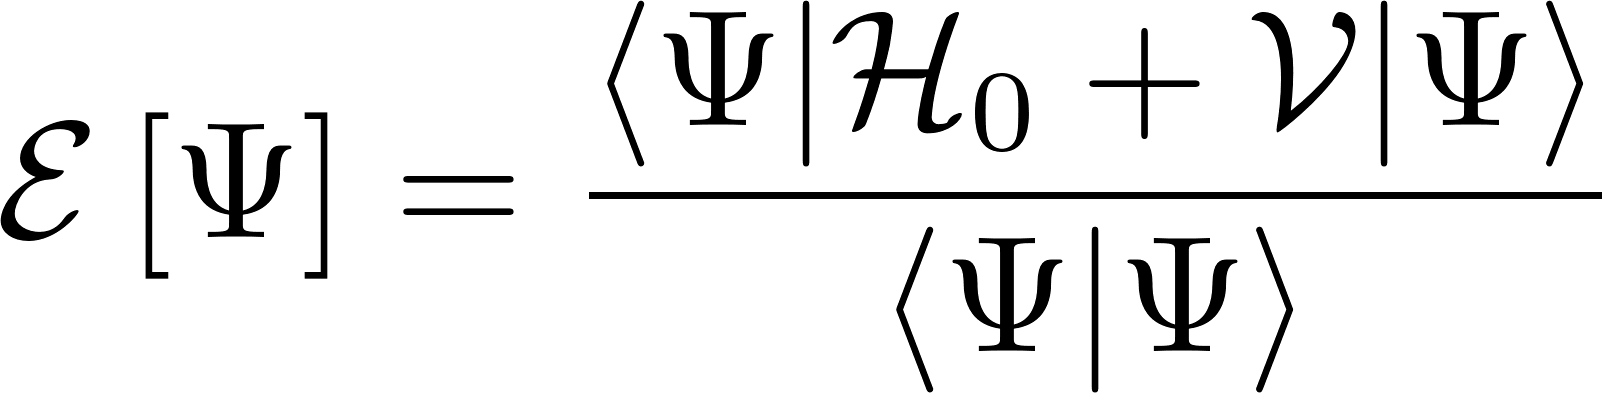 ℰ [Ψ] = ⟨Ψ|ℋ₀ + 𝒱|Ψ⟩ / ⟨Ψ|Ψ⟩